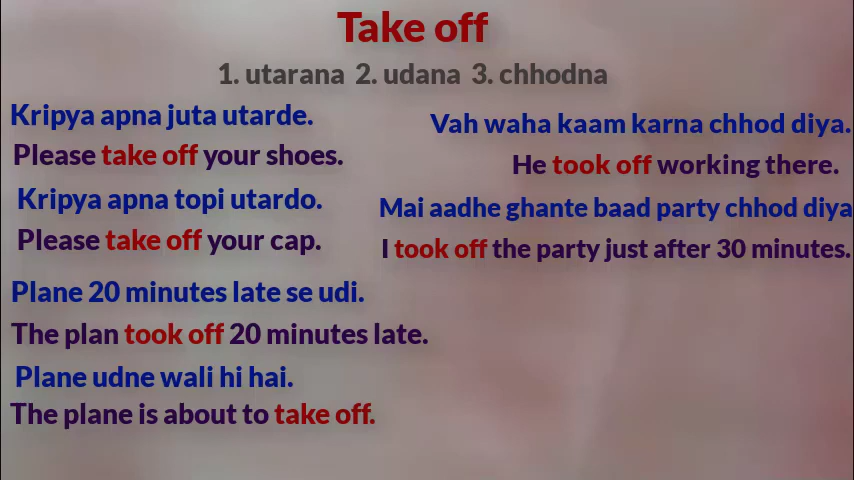 Take off
1. utarana 2. udana 3. chhodna
Kripya apna juta utarde.
Please take off your shoes.
Kripya apna topi utardo.
Please take off your cap.
Plane 20 minutes late se udi.
The plan took off 20 minutes late.
Plane udne wali hi hai.
The plane is about to take off.
Vah waha kaam karna chhod diya.
He took off working there.
Mai aadhe ghante baad party chhod diya
I took off the party just after 30 minutes.